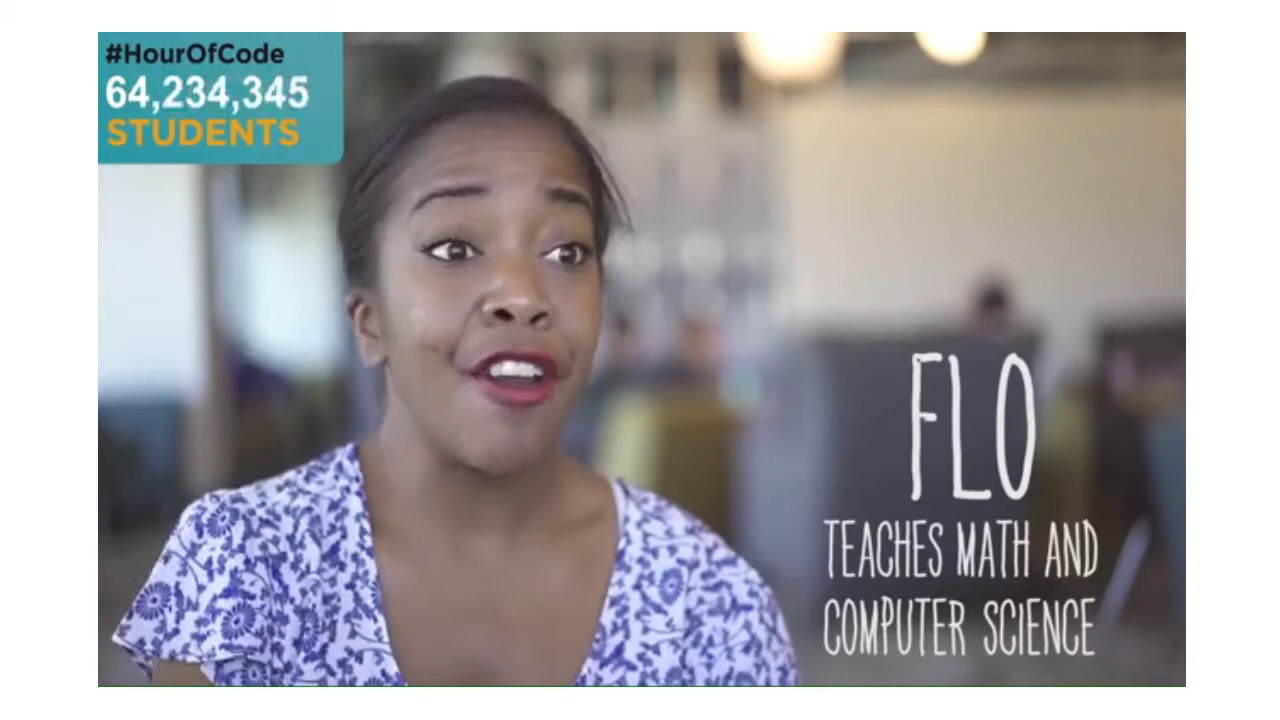 #HourOfCode
64,234,345
STUDENTS
FLO
TEACHES MATH AND
COMPUTER SCIENCE